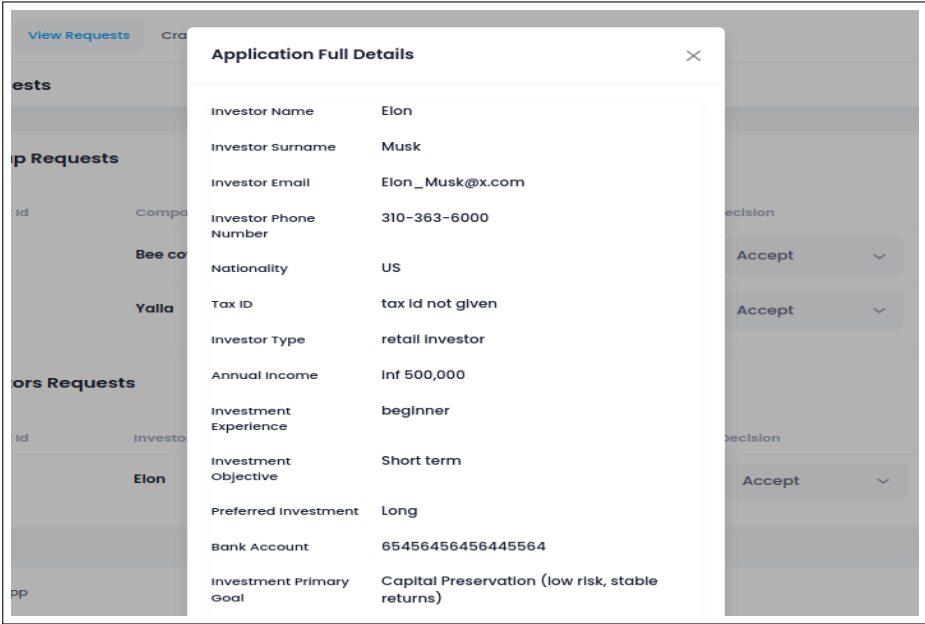 View Requests Cra
Application Full Details
ests
Investor Name Elon
Investor Surname Musk
up Requests
Investor Email Elon_Musk@x.com
Id Compa Investor Phone Number 310-363-6000 ecision
Bee co Accept
Nationality US
Yalla Tax ID tax id not given Accept
Investor Type retail investor
ors Requests Annual Income inf 500,000
Investment Experience beginner
Id Investo Decision
Investment Objective Short term
Elon Accept
Preferred Investment Long
Bank Account 65456456456445564
Investment Primary Goal Capital Preservation (low risk, stable returns)
pp